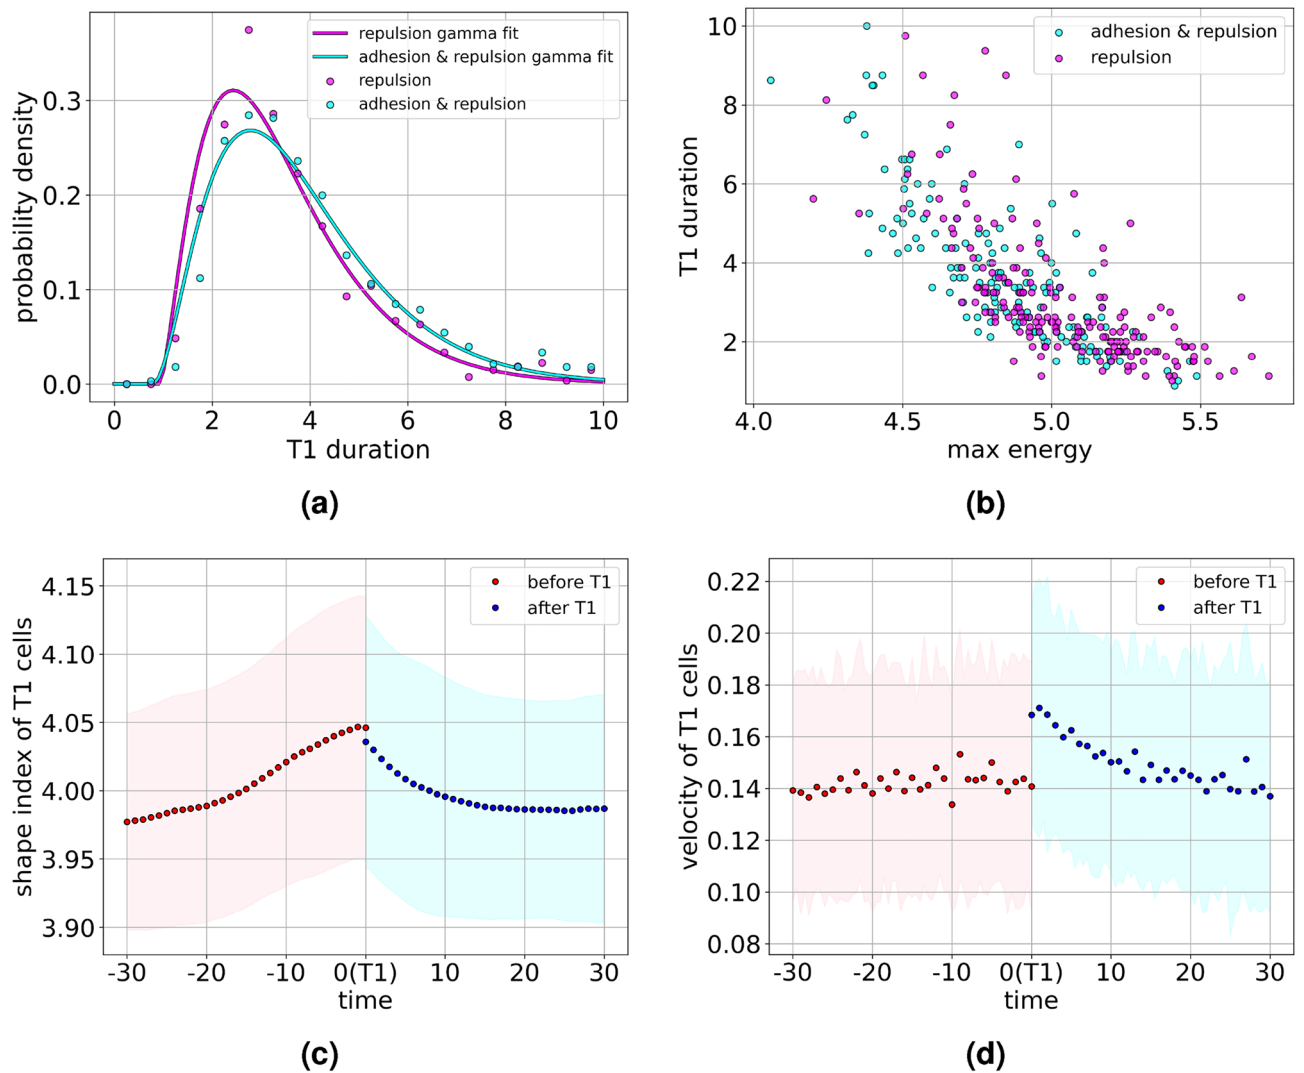 repulsion gamma fit
adhesion & repulsion gamma fit
repulsion
adhesion & repulsion
probability density
0.3
0.2
0.1
0.0
0 2 4 6 8 10
T1 duration
(a)
adhesion & repulsion
repulsion
T1 duration
10
8
6
4
2
4.0 4.5 5.0 5.5
max energy
(b)
before T1
after T1
shape index of T1 cells
4.15
4.10
4.05
4.00
3.95
3.90
-30 -20 -10 0(T1) 10 20 30
time
(c)
before T1
after T1
velocity of T1 cells
0.22
0.20
0.18
0.16
0.14
0.12
0.10
0.08
-30 -20 -10 0(T1) 10 20 30
time
(d)